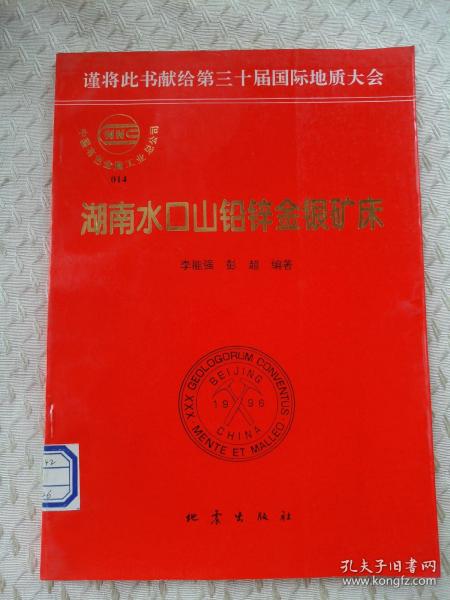 谨将此书献给第三十届国际地质大会
中国有色金属工业总公司
014
湖南水口山铅锌金银矿床
李能强 彭超 编著
XXX GEOLOGORUM CONVENTUS
BEIJING
1996
CHINA
MENTE ET MALLEO
地震出版社
孔夫子旧书网
www.kongfz.com